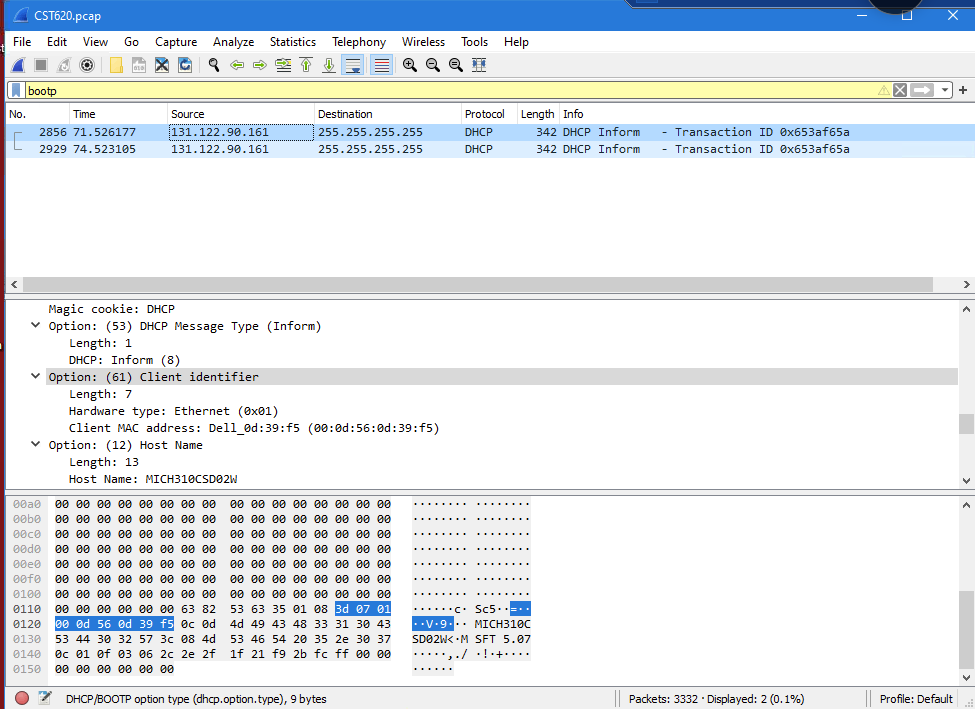 CST620.pcap
File Edit View Go Capture Analyze Statistics Telephony Wireless Tools Help
bootp
No. Time Source Destination Protocol Length Info
2856 71.526177 131.122.90.161 255.255.255.255 DHCP 342 DHCP Inform - Transaction ID 0x653af65a
2929 74.523105 131.122.90.161 255.255.255.255 DHCP 342 DHCP Inform - Transaction ID 0x653af65a
Magic cookie: DHCP
Option: (53) DHCP Message Type (Inform)
Length: 1
DHCP: Inform (8)
Option: (61) Client identifier
Length: 7
Hardware type: Ethernet (0x01)
Client MAC address: Dell_0d:39:f5 (00:0d:56:0d:39:f5)
Option: (12) Host Name
Length: 13
Host Name: MICH310CSD02W
00a0 00 00 00 00 00 00 00 00 00 00 00 00 00 00 00 00 ········ ········
00b0 00 00 00 00 00 00 00 00 00 00 00 00 00 00 00 00 ········ ········
00c0 00 00 00 00 00 00 00 00 00 00 00 00 00 00 00 00 ········ ········
00d0 00 00 00 00 00 00 00 00 00 00 00 00 00 00 00 00 ········ ········
00e0 00 00 00 00 00 00 00 00 00 00 00 00 00 00 00 00 ········ ········
00f0 00 00 00 00 00 00 00 00 00 00 00 00 00 00 00 00 ········ ········
0100 00 00 00 00 00 00 00 00 00 00 00 00 00 00 00 00 ········ ········
0110 00 00 00 00 00 00 63 82 53 63 35 01 08 3d 07 01 ······c· Sc5··=··
0120 00 0d 56 0d 39 f5 0c 0d 4d 49 43 48 33 31 30 43 ··V·9··· MICH310C
0130 53 44 30 32 57 3c 08 4d 53 46 54 20 35 2e 30 37 SD02W<·M SFT 5.07
0140 0c 01 0f 03 06 2c 2e 2f 1f 21 f9 2b fc ff 00 00 ·····,./ ·!·+····
0150 00 00 00 00 00 00 ······
DHCP/BOOTP option type (dhcp.option.type), 9 bytes Packets: 3332 · Displayed: 2 (0.1%) Profile: Default